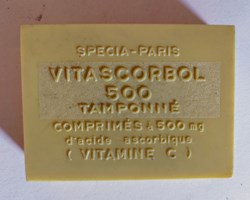 SPECIA-PARIS
VITASCORBOL
500
TAMPONNÉ
COMPRIMÉS à 500 mg
d'acide ascorbique
( VITAMINE C )